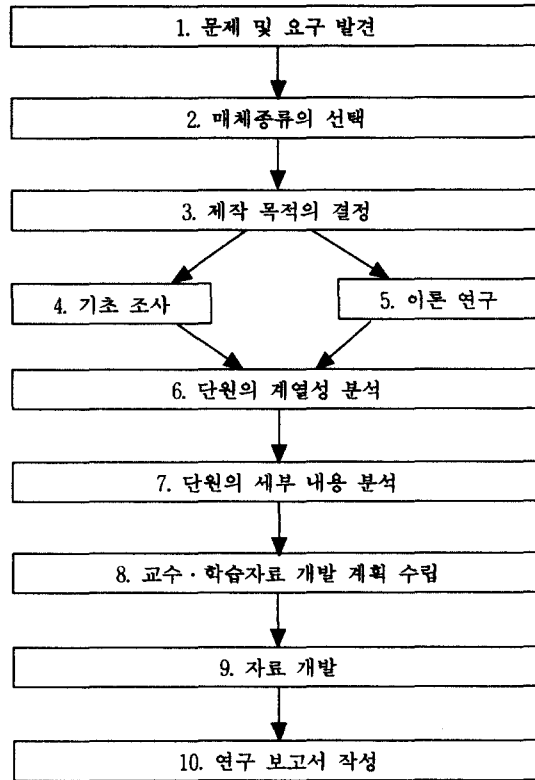 1. 문제 및 요구 발견
2. 매체종류의 선택
3. 제작 목적의 결정
4. 기초 조사
5. 이론 연구
6. 단원의 계열성 분석
7. 단원의 세부 내용 분석
8. 교수·학습자료 개발 계획 수립
9. 자료 개발
10. 연구 보고서 작성